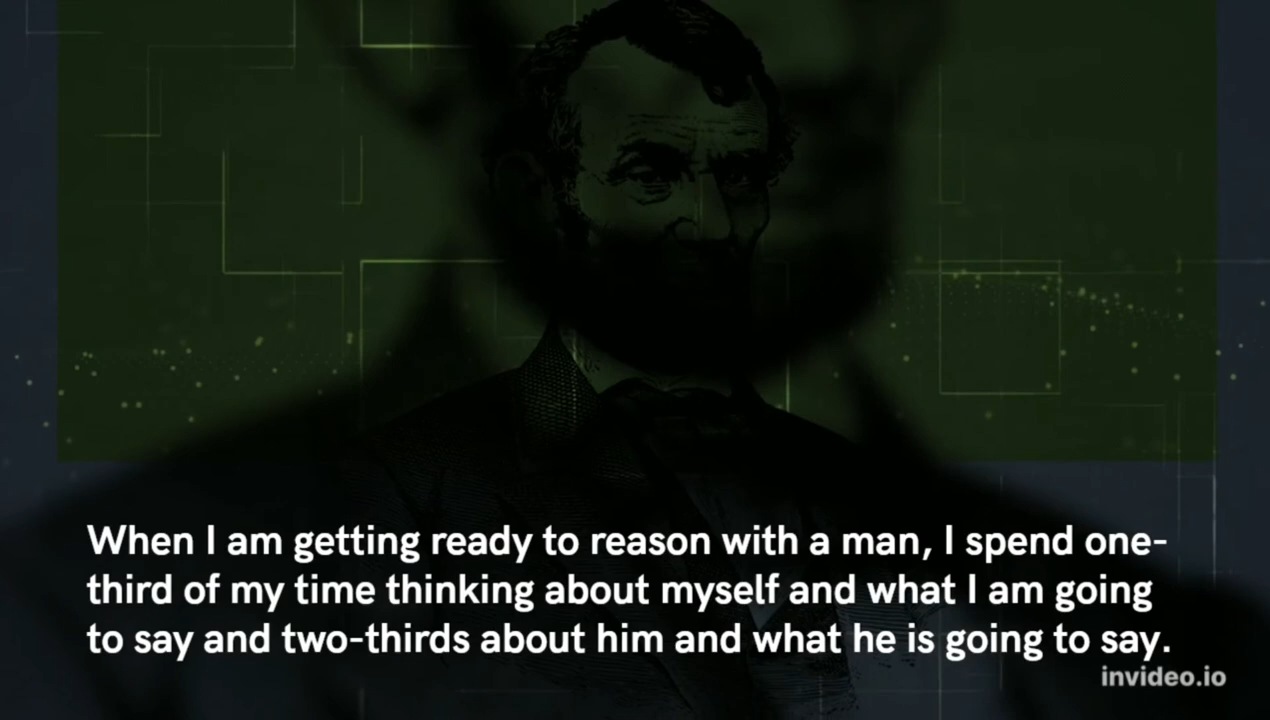 When I am getting ready to reason with a man, I spend one-
third of my time thinking about myself and what I am going
to say and two-thirds about him and what he is going to say.
invideo.io